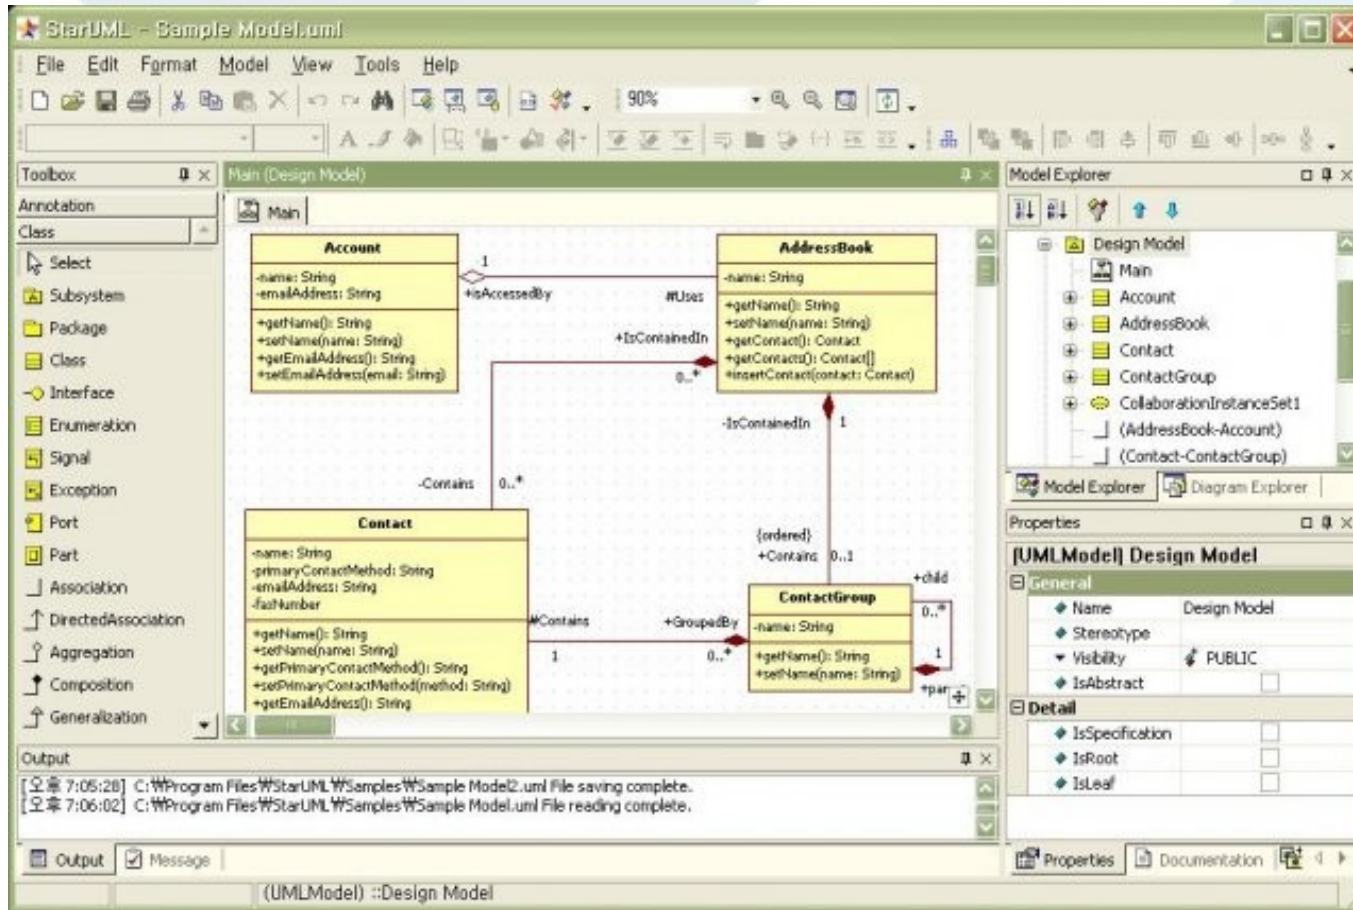 StarUML - Sample Model.uml
File Edit Format Model View Tools Help
90%
Toolbox
Annotation
Class
Select
Subsystem
Package
Class
Interface
Enumeration
Signal
Exception
Port
Part
Association
DirectedAssociation
Aggregation
Composition
Generalization
Main (Design Model)
Main
Account
-name: String
-emailAddress: String
+getName(): String
+setName(name: String)
+getEmailAddress(): String
+setEmailAddress(email: String)
1
+isAccessedBy
#Uses
AddressBook
-name: String
+getName(): String
+setName(name: String)
+getContact(): Contact
+getContacts(): Contact[]
+insertContact(contact: Contact)
+IsContainedIn
0..*
-IsContainedIn 1
-Contains 0..*
Contact
-name: String
-primaryContactMethod: String
-emailAddress: String
-faxNumber
+getName(): String
+setName(name: String)
+getPrimaryContactMethod(): String
+setPrimaryContactMethod(method: String)
+getEmailAddress(): String
{ordered}
+Contains 0..1
#Contains +GroupedBy
1 0..*
ContactGroup
-name: String
+getName(): String
+setName(name: String)
+child
0..*
1
Model Explorer
Design Model
Main
Account
AddressBook
Contact
ContactGroup
CollaborationInstanceSet1
(AddressBook-Account)
(Contact-ContactGroup)
Model Explorer Diagram Explorer
Properties
(UMLModel) Design Model
General
Name Design Model
Stereotype
Visibility PUBLIC
IsAbstract
Detail
IsSpecification
IsRoot
IsLeaf
Properties Documentation
Output
[오후 7:05:28] C:₩Program Files₩StarUML₩Samples₩Sample Model2.uml File saving complete.
[오후 7:06:02] C:₩Program Files₩StarUML₩Samples₩Sample Model.uml File reading complete.
Output Message
(UMLModel) ::Design Model